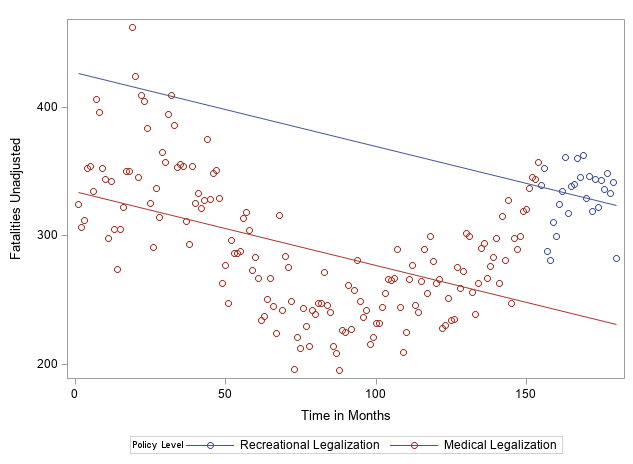 Fatalities Unadjusted
400
300
200
0
50
100
150
Time in Months
Policy Level Recreational Legalization Medical Legalization